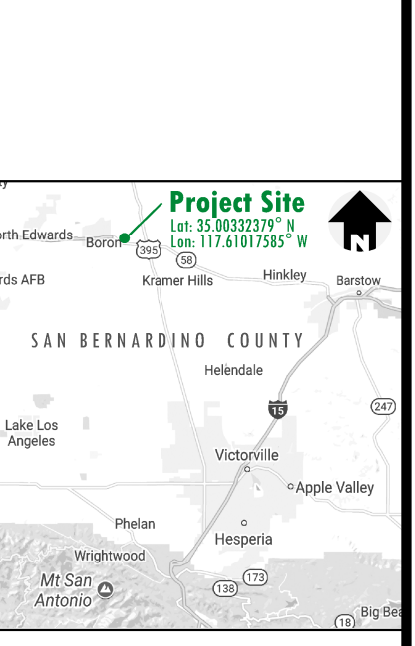 Project Site
Lat: 35.00332379° N
Lon: 117.61017585° W
N
orth Edwards
Boron
395
58
rds AFB
Kramer Hills
Hinkley
Barstow
SAN BERNARDINO COUNTY
Helendale
15
247
Lake Los
Angeles
Victorville
Apple Valley
Phelan
Hesperia
Wrightwood
Mt San
Antonio
173
138
18
Big Bea